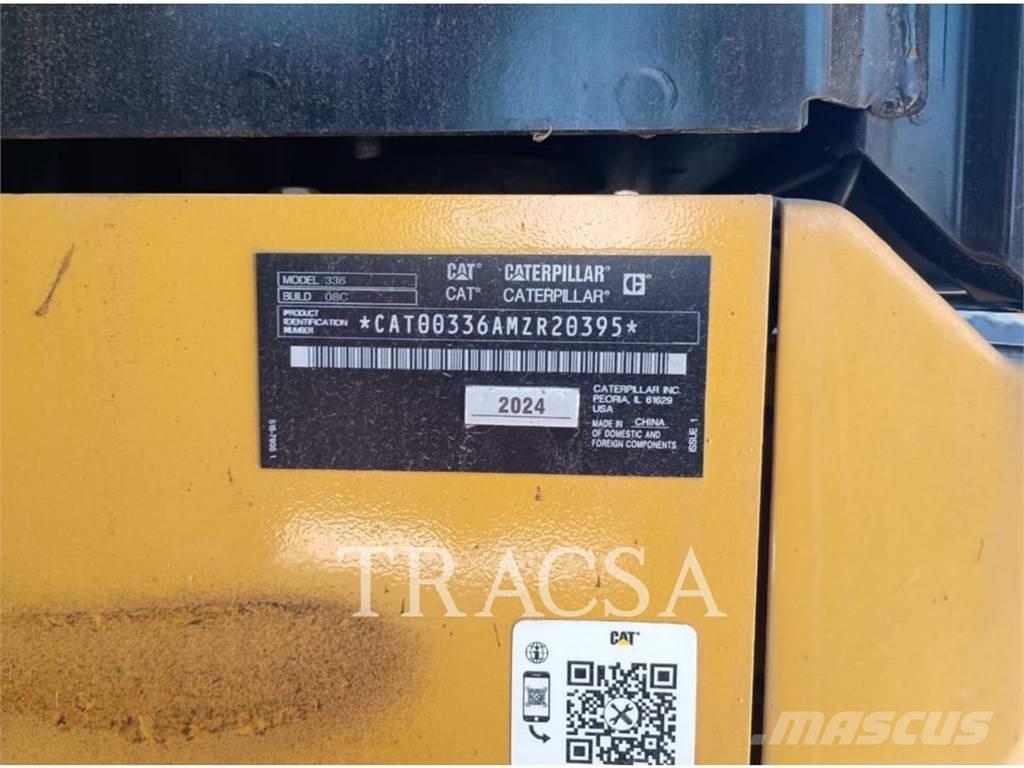 MODEL 336
BUILD 08C
CAT CATERPILLAR C
CAT CATERPILLAR
PRODUCT
IDENTIFICATION
NUMBER
*CAT00336AMZR20395*
2024
CATERPILLAR INC.
PEORIA, IL 61629
USA
MADE IN CHINA
OF DOMESTIC AND
FOREIGN COMPONENTS
ISSUE 1
TRACSA
CAT
MASCUS